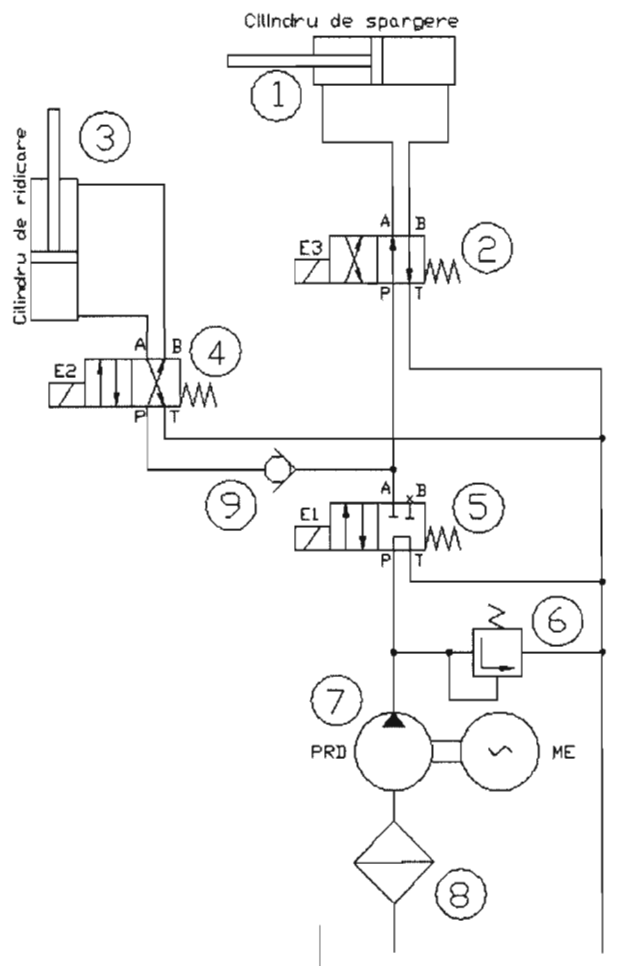 Cilindru de spargere
1
3
Cilindru de ridicare
A B
E3
2
P T
A B
4
E2
P T
9
A B
x
5
E1
P T
6
7
PRD
ME
8